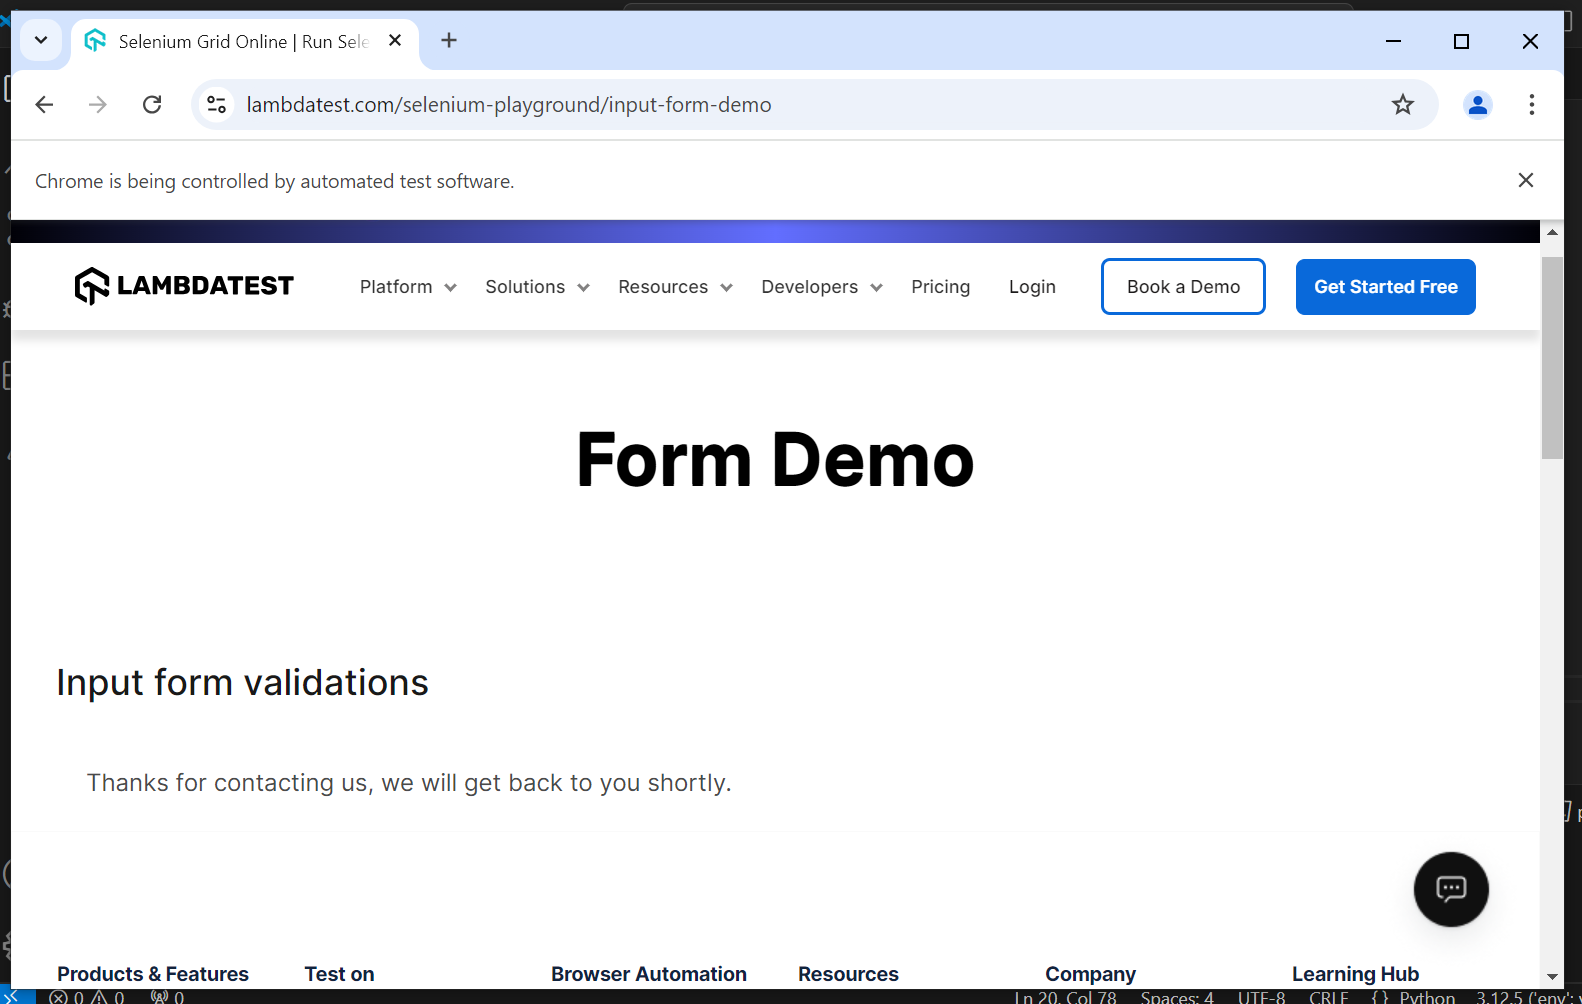 Selenium Grid Online | Run Sele
lambdatest.com/selenium-playground/input-form-demo
Chrome is being controlled by automated test software.
LAMBDATEST
Platform
Solutions
Resources
Developers
Pricing
Login
Book a Demo
Get Started Free
Form Demo
Input form validations
Thanks for contacting us, we will get back to you shortly.
Products & Features
Test on
Browser Automation
Resources
Company
Learning Hub
0 0 0
Ln 20, Col 78 Spaces: 4 UTF-8 CRLF {} Python 3.12.5 ('env':